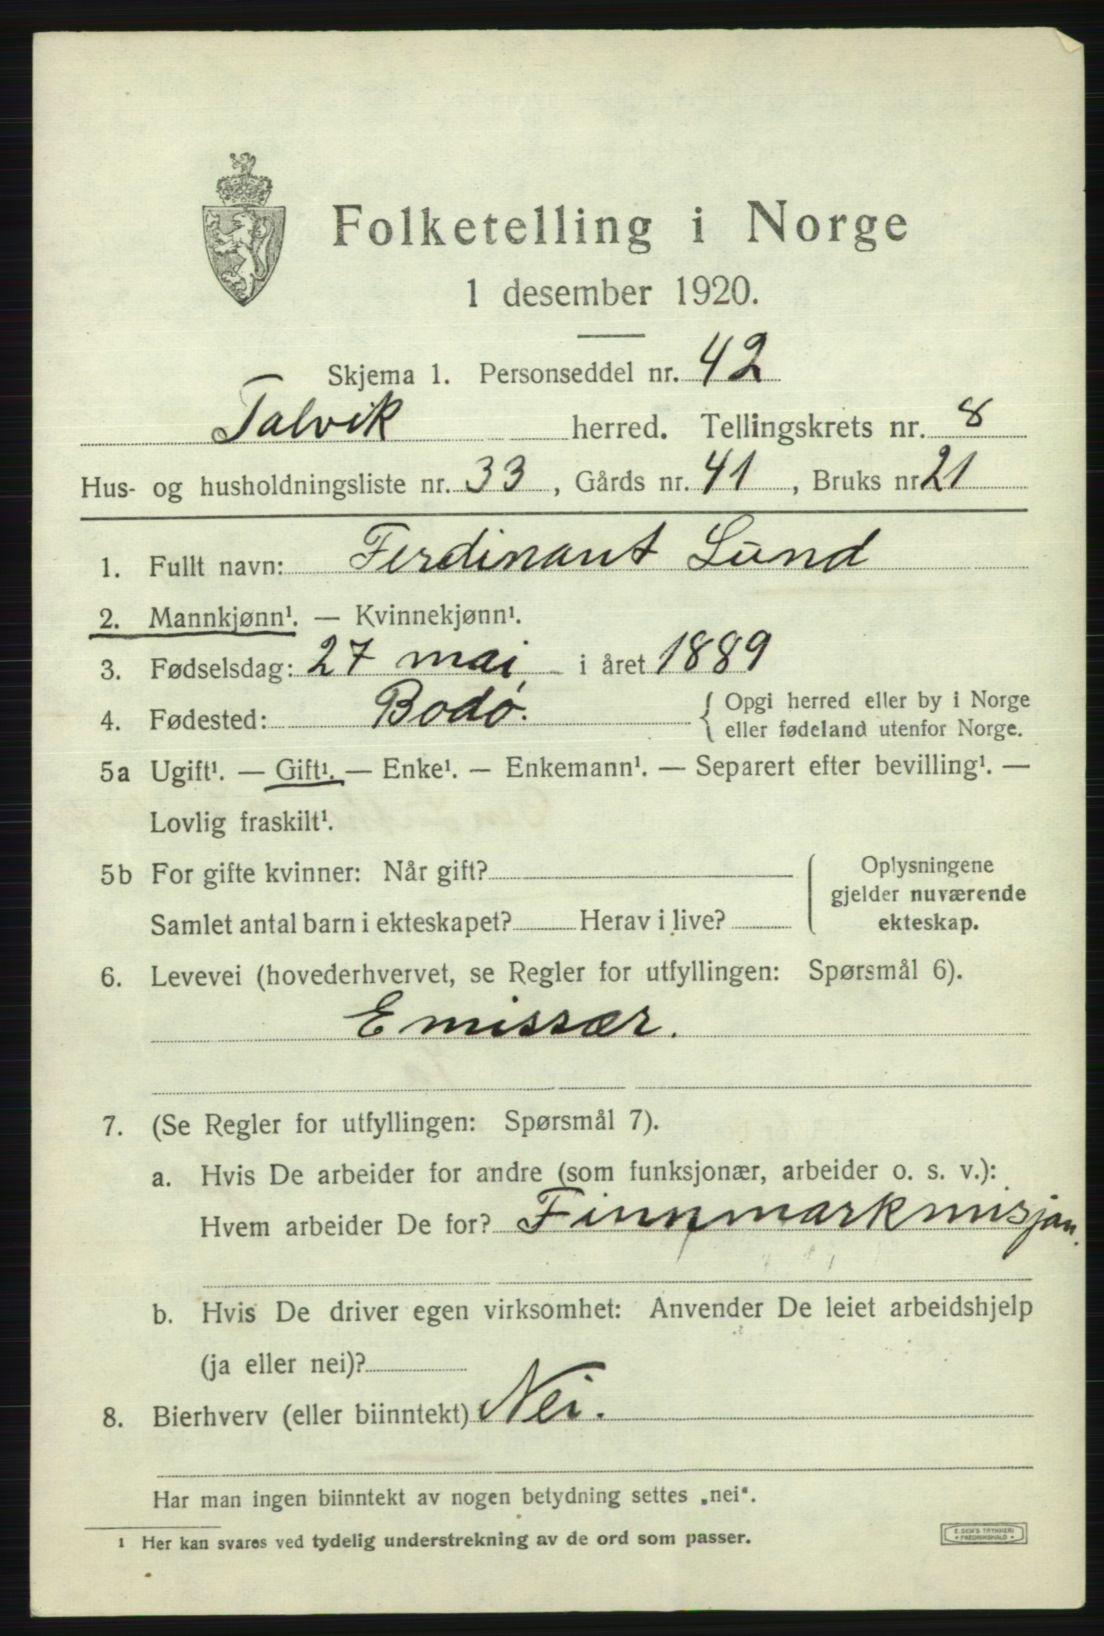 Folketelling i Norge
1 desember 1920.
Skjema 1. Personseddel nr. 42
Talvik herred. Tellingskrets nr. 8
Hus- og husholdningsliste nr. 33, Gårds nr. 41, Bruks nr 21
1. Fullt navn: Ferdinant Lund
2. Mannkjønn¹. — Kvinnekjønn¹.
3. Fødselsdag: 27 mai i året 1889
4. Fødested: Bodø. { Opgi herred eller by i Norge
eller fødeland utenfor Norge.
5a Ugift¹. — Gift¹. — Enke¹. — Enkemann¹. — Separert efter bevilling¹. —
Lovlig fraskilt¹.
5b For gifte kvinner: Når gift?
Samlet antal barn i ekteskapet? Herav i live?
Oplysningene
gjelder nuværende
ekteskap.
6. Levevei (hovederhvervet, se Regler for utfyllingen: Spørsmål 6).
Emissær.
7. (Se Regler for utfyllingen: Spørsmål 7).
a. Hvis De arbeider for andre (som funksjonær, arbeider o. s. v.):
Hvem arbeider De for? Finnmarkmisjan.
b. Hvis De driver egen virksomhet: Anvender De leiet arbeidshjelp
(ja eller nei)?
8. Bierhverv (eller biinntekt) Nei.
Har man ingen biinntekt av nogen betydning settes „nei“.
¹ Her kan svares ved tydelig understrekning av de ord som passer.
E. SEM'S TRYKKERI
FREDRIKSHALD